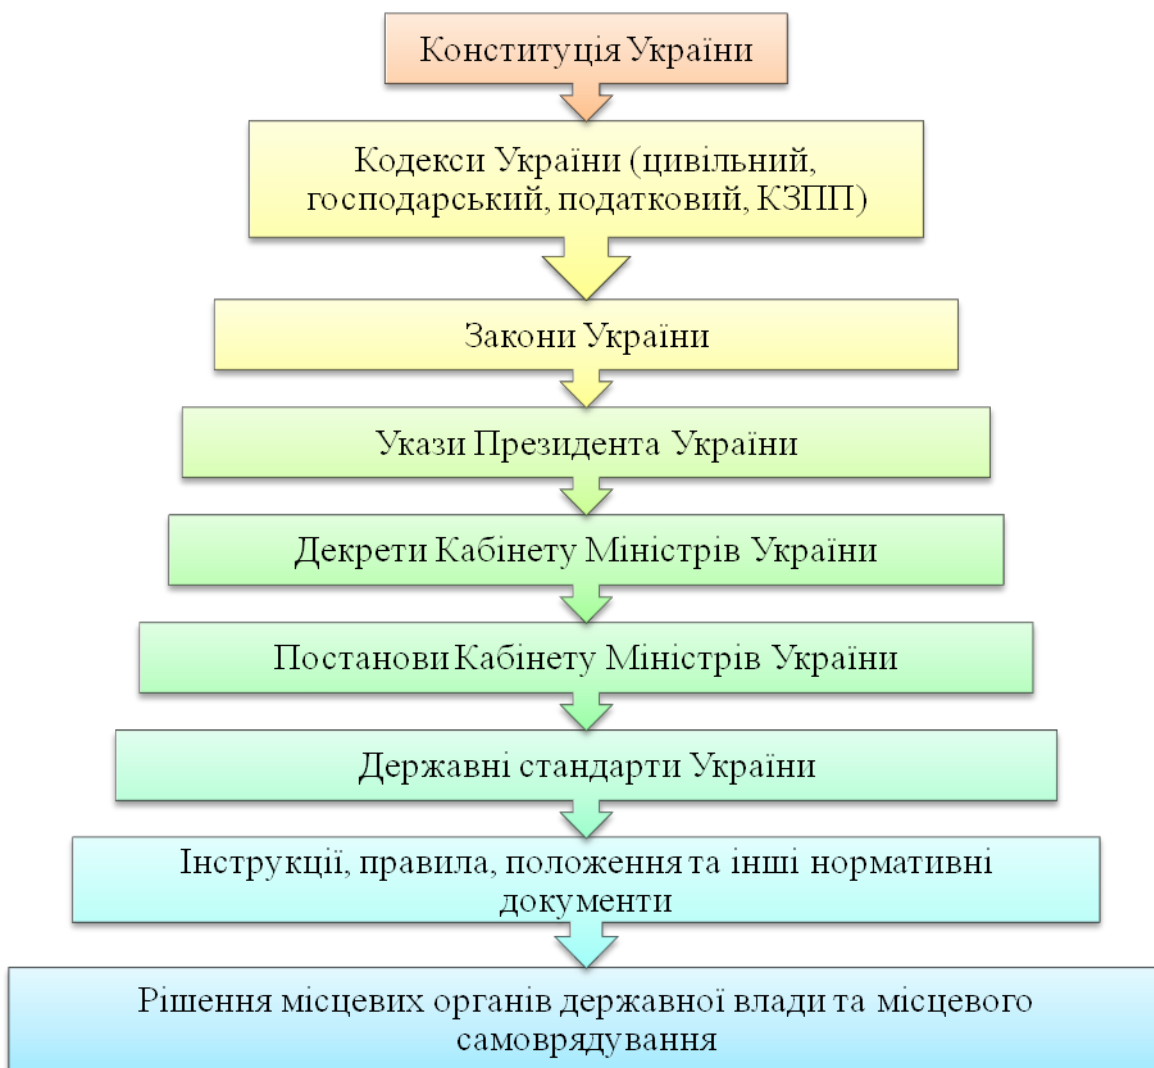 Конституція України
Кодекси України (цивільний,
господарський, податковий, КЗПП)
Закони України
Укази Президента України
Декрети Кабінету Міністрів України
Постанови Кабінету Міністрів України
Державні стандарти України
Інструкції, правила, положення та інші нормативні
документи
Рішення місцевих органів державної влади та місцевого
самоврядування